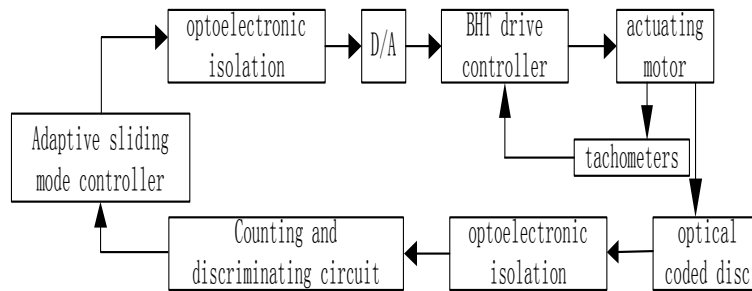 optoelectronic
isolation
D/A
BHT drive
controller
actuating
motor
Adaptive sliding
mode controller
tachometers
Counting and
discriminating circuit
optoelectronic
isolation
optical
coded disc